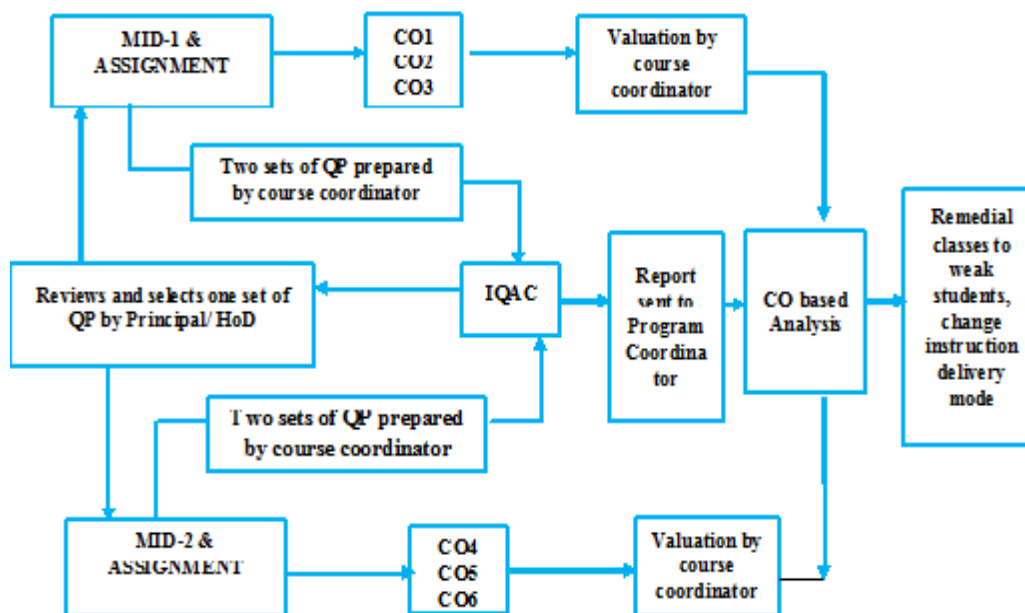 MID-1 &
ASSIGNMENT
CO1
CO2
CO3
Valuation by
course
coordinator
Two sets of QP prepared
by course coordinator
Reviews and selects one set of
QP by Principal/ HoD
IQAC
Report
sent to
Program
Coordina
tor
CO based
Analysis
Remedial
classes to
weak
students,
change
instruction
delivery
mode
Two sets of QP prepared
by course coordinator
MID-2 &
ASSIGNMENT
CO4
CO5
CO6
Valuation by
course
coordinator